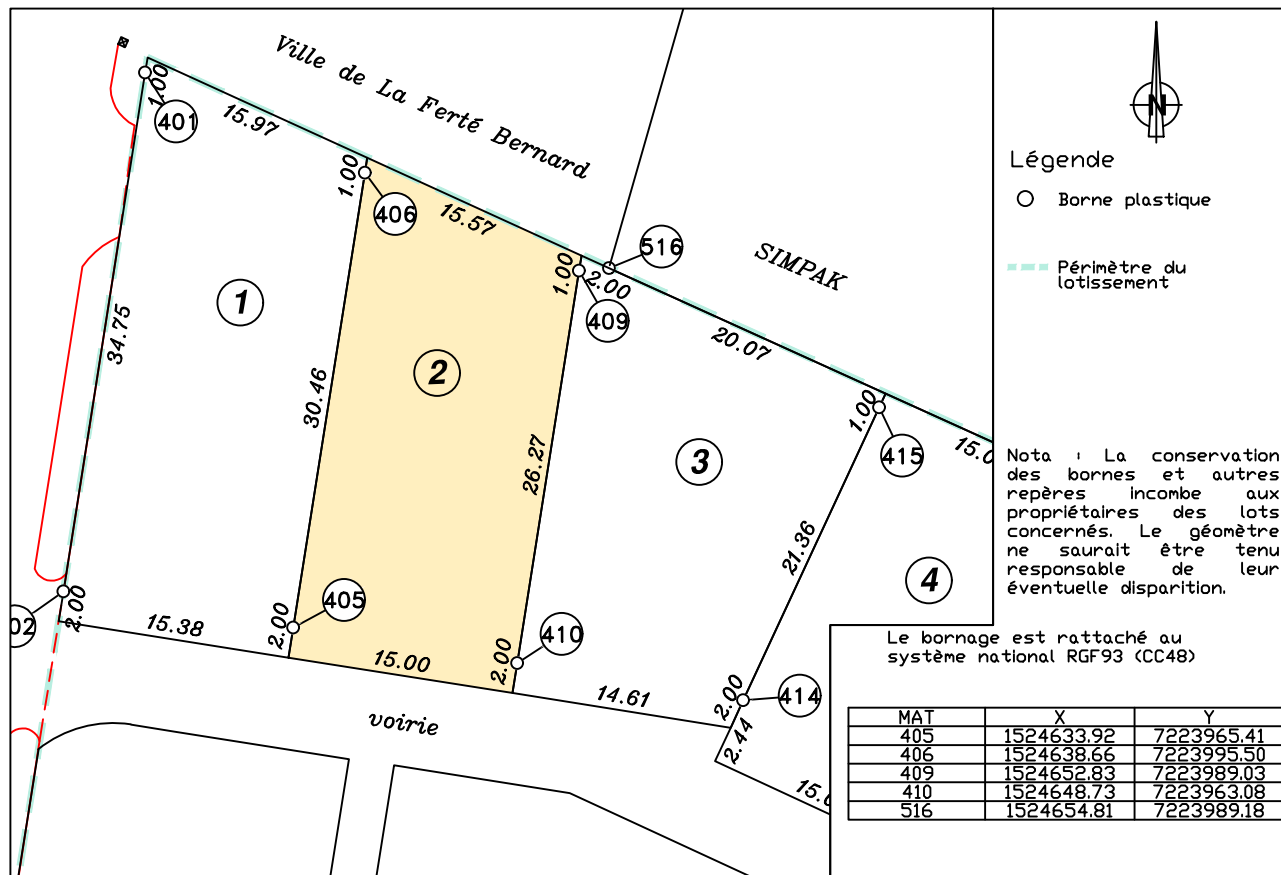 Ville de La Ferté Bernard
SIMPAK
1.00
401
15.97
1.00
406
15.57
516
1.00
2.00
409
20.07
1
34.75
2
30.46
26.27
3
1.00
415
21.36
4
2.00
15.38
2.00
405
15.00
2.00
410
14.61
2.00
414
2.44
voirie
N
Légende
Borne plastique
Périmètre du
lotissement
Nota : La conservation
des bornes et autres
repères incombe aux
propriétaires des lots
concernés. Le géomètre
ne saurait être tenu
responsable de leur
éventuelle disparition.
Le bornage est rattaché au
système national RGF93 (CC48)
MAT X Y
405 1524633.92 7223965.41
406 1524638.66 7223995.50
409 1524652.83 7223989.03
410 1524648.73 7223963.08
516 1524654.81 7223989.18